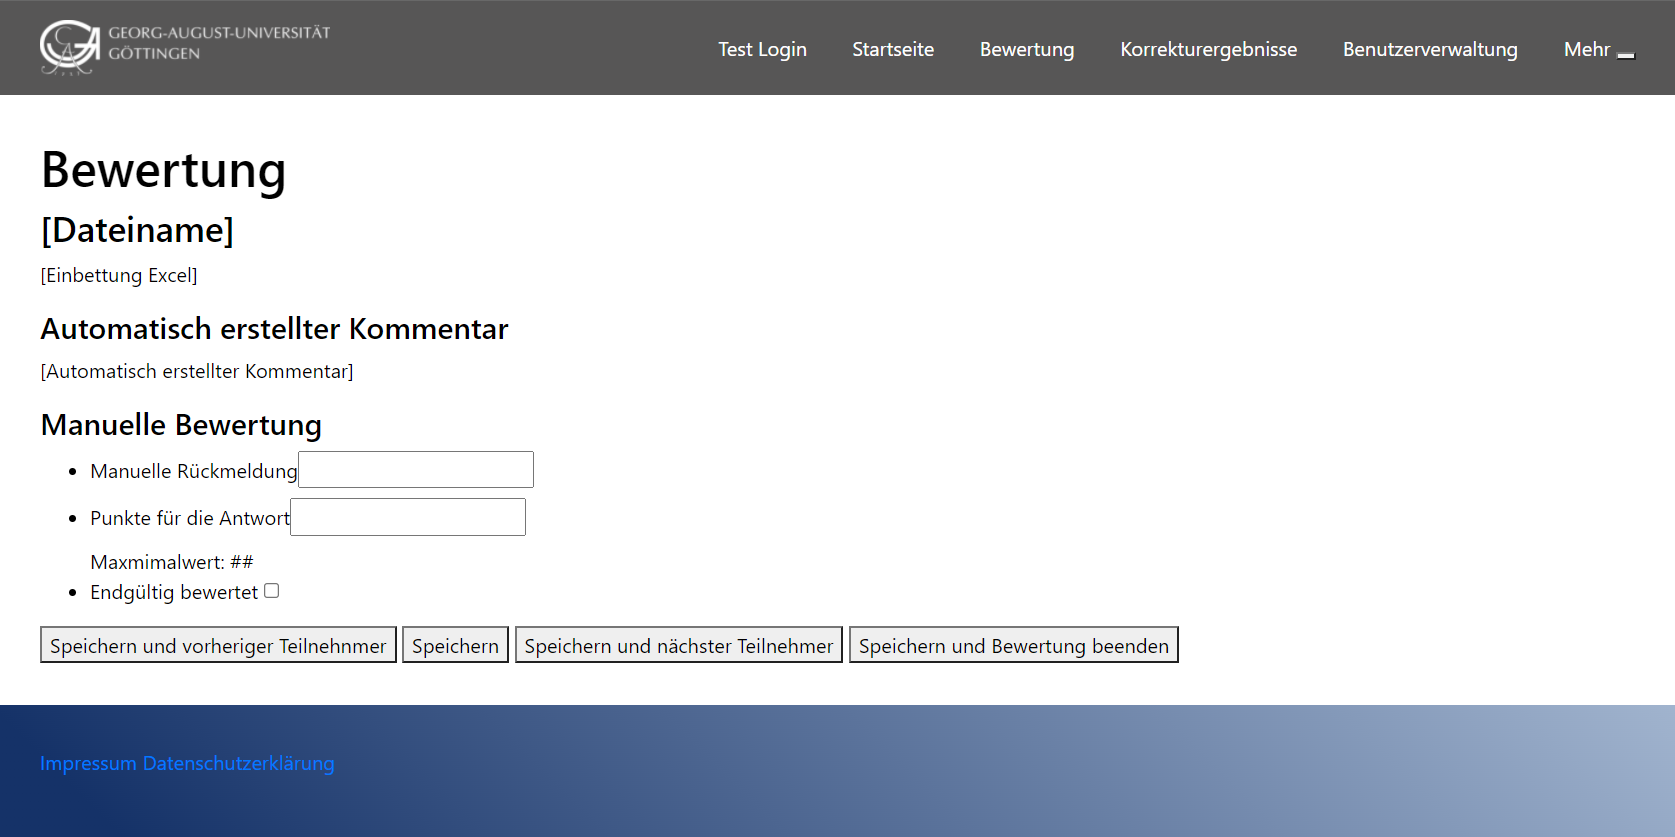 GEORG-AUGUST-UNIVERSITÄT
GÖTTINGEN
Test Login Startseite Bewertung Korrekturergebnisse Benutzerverwaltung Mehr
Bewertung
[Dateiname]
[Einbettung Excel]
Automatisch erstellter Kommentar
[Automatisch erstellter Kommentar]
Manuelle Bewertung
Manuelle Rückmeldung
Punkte für die Antwort
Maxmimalwert: ##
Endgültig bewertet
Speichern und vorheriger Teilnehnmer Speichern Speichern und nächster Teilnehmer Speichern und Bewertung beenden
Impressum Datenschutzerklärung